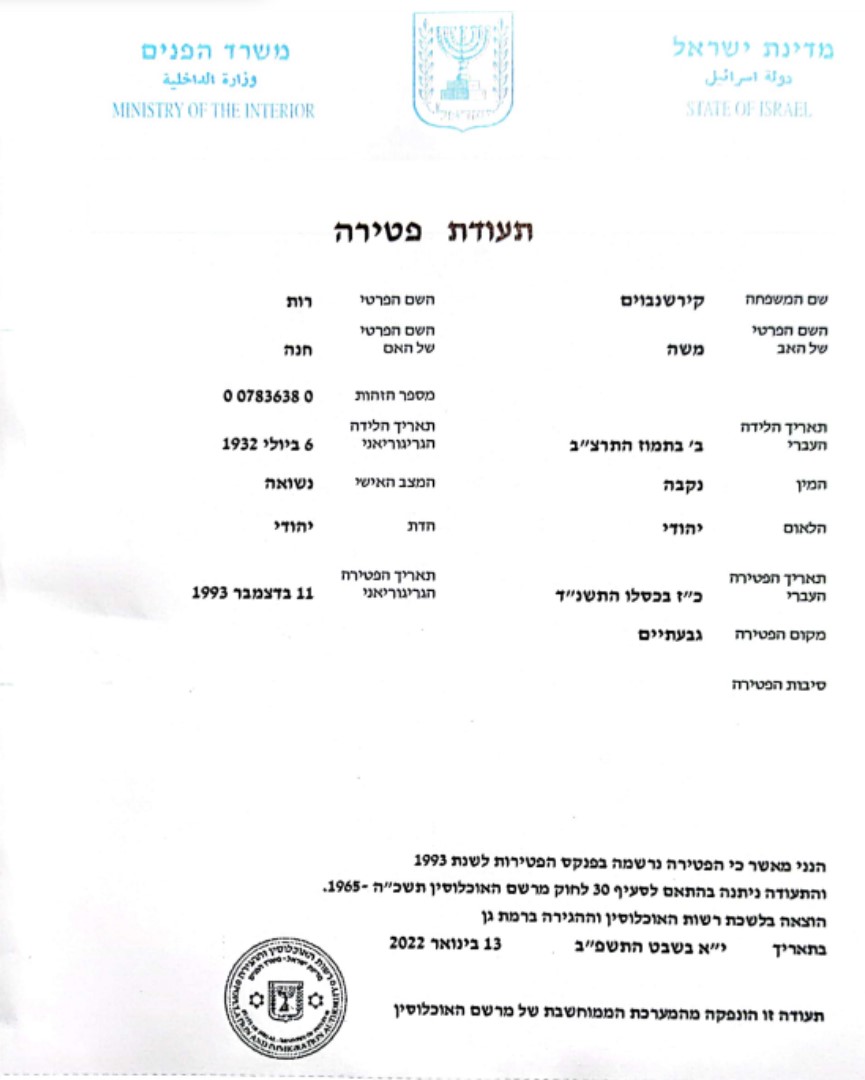 מדינת ישראל
دولة اسرائيل
STATE OF ISRAEL
משרד הפנים
وزارة الداخلية
MINISTRY OF THE INTERIOR
ישראל
תעודת פטירה
שם המשפחה קירשנבוים השם הפרטי רות
השם הפרטי של האב משה השם הפרטי של האם חנה
מספר הזהות 0 0783638 0
תאריך הלידה העברי ב' בתמוז התרצ"ב תאריך הלידה הגריגוריאני 6 ביולי 1932
המין נקבה המצב האישי נשואה
הלאום יהודי הדת יהודי
תאריך הפטירה העברי כ"ז בכסלו התשנ"ד תאריך הפטירה הגריגוריאני 11 בדצמבר 1993
מקום הפטירה גבעתיים
סיבות הפטירה
הנני מאשר כי הפטירה נרשמה בפנקס הפטירות לשנת 1993
והתעודה ניתנה בהתאם לסעיף 30 לחוק מרשם האוכלוסין תשכ"ה -1965.
הוצאה בלשכת רשות האוכלוסין וההגירה ברמת גן
בתאריך י"א בשבט התשפ"ב 13 בינואר 2022
תעודה זו הונפקה מהמערכת הממוחשבת של מרשם האוכלוסין